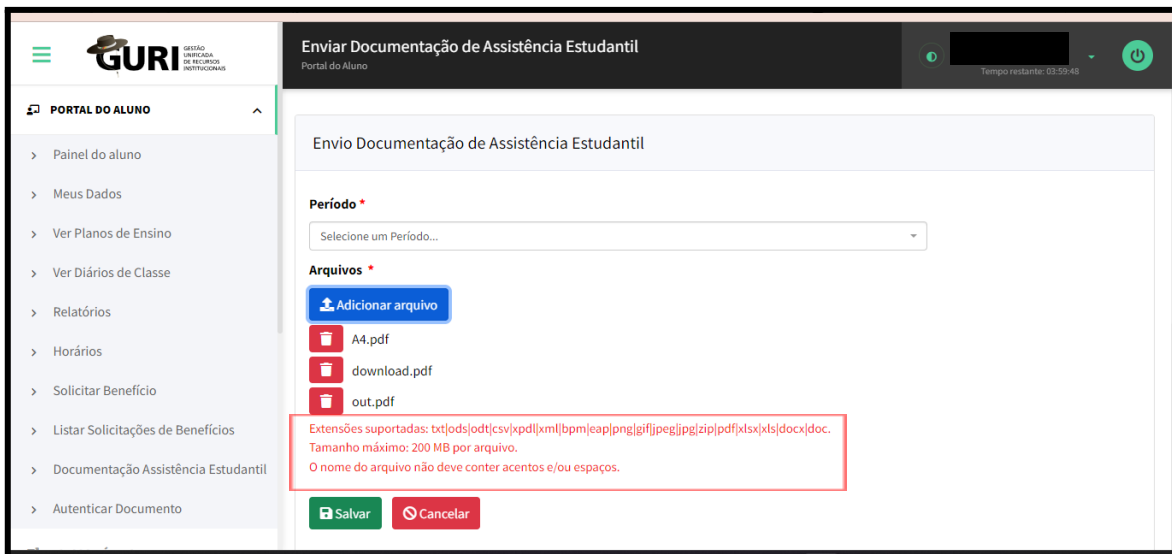 GURI
GESTÃO
UNIFICADA
DE RECURSOS
INSTITUCIONAIS
Enviar Documentação de Assistência Estudantil
Portal do Aluno
Tempo restante: 03:59:48
PORTAL DO ALUNO
Painel do aluno
Meus Dados
Ver Planos de Ensino
Ver Diários de Classe
Relatórios
Horários
Solicitar Benefício
Listar Solicitações de Benefícios
Documentação Assistência Estudantil
Autenticar Documento
Envio Documentação de Assistência Estudantil
Período *
Selecione um Período...
Arquivos *
Adicionar arquivo
A4.pdf
download.pdf
out.pdf
Extensões suportadas: txt|ods|odt|csv|xpdl|xml|bpm|eap|png|gif|jpeg|jpg|zip|pdf|xlsx|xls|docx|doc.
Tamanho máximo: 200 MB por arquivo.
O nome do arquivo não deve conter acentos e/ou espaços.
Salvar Cancelar